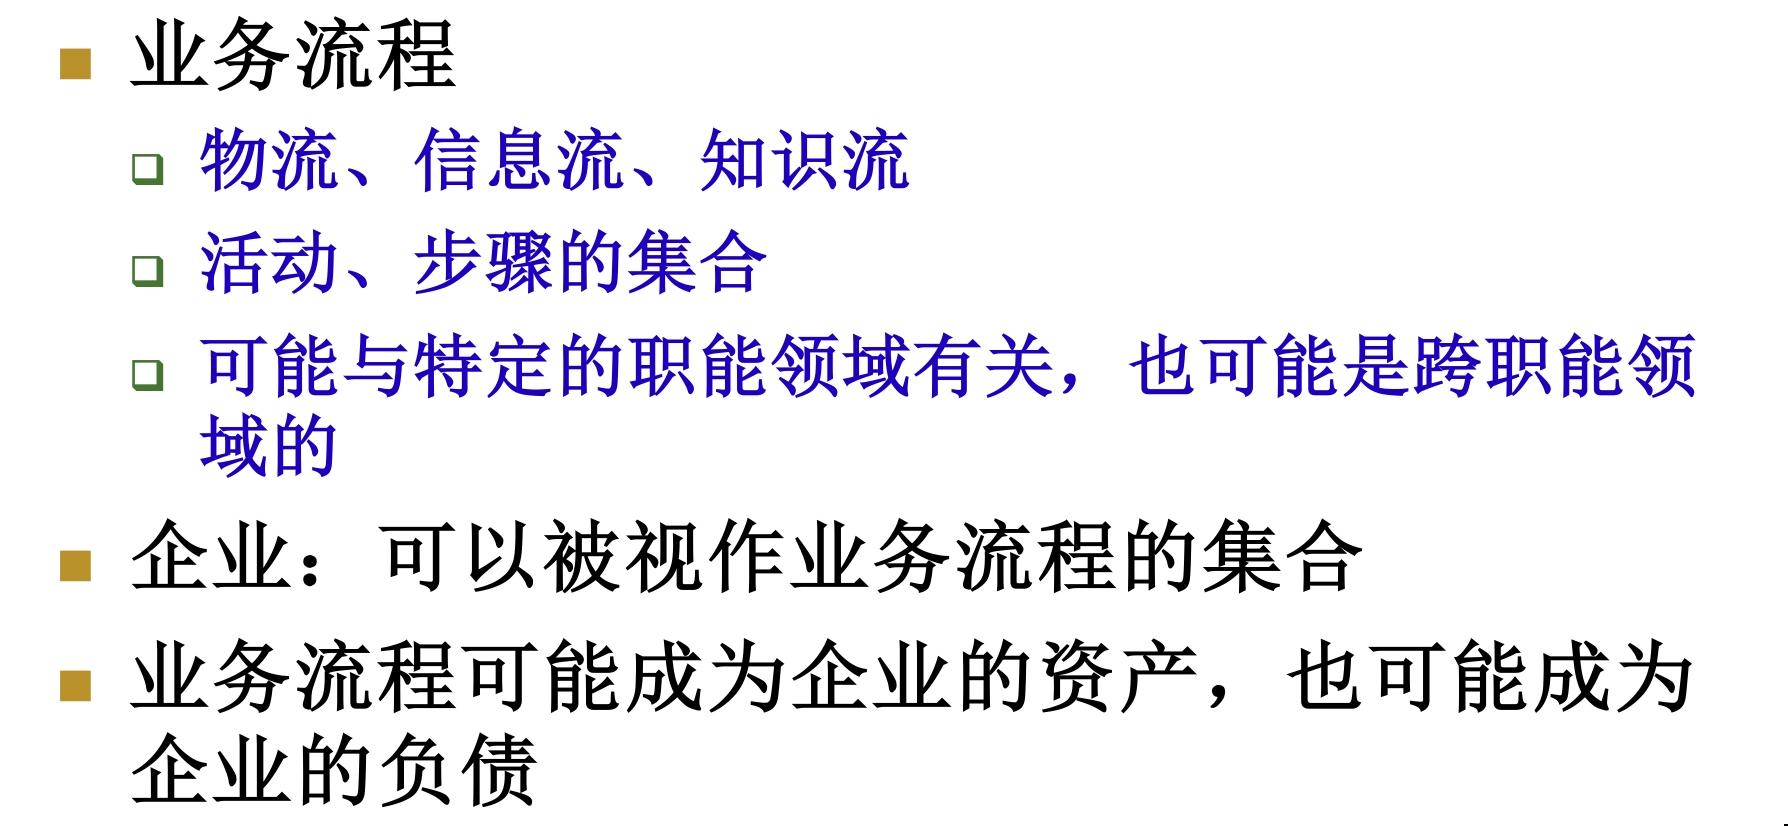 业务流程
物流、信息流、知识流
活动、步骤的集合
可能与特定的职能领域有关，也可能是跨职能领
域的
企业：可以被视作业务流程的集合
业务流程可能成为企业的资产，也可能成为
企业的负债